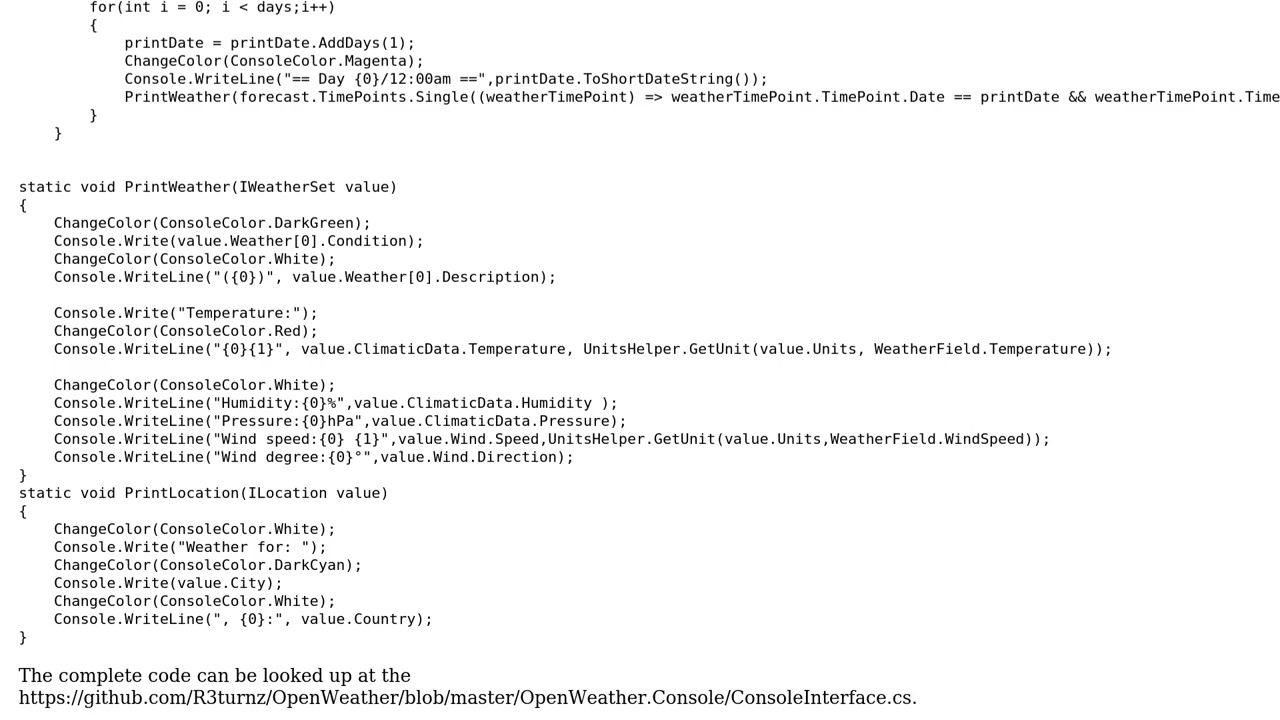 for(int i = 0; i < days;i++)
{
printDate = printDate.AddDays(1);
ChangeColor(ConsoleColor.Magenta);
Console.WriteLine("== Day {0}/12:00am ==",printDate.ToShortDateString());
PrintWeather(forecast.TimePoints.Single((weatherTimePoint) => weatherTimePoint.TimePoint.Date == printDate && weatherTimePoint.Time
}
}
static void PrintWeather(IWeatherSet value)
{
ChangeColor(ConsoleColor.DarkGreen);
Console.Write(value.Weather[0].Condition);
ChangeColor(ConsoleColor.White);
Console.WriteLine("({0})", value.Weather[0].Description);
Console.Write("Temperature:");
ChangeColor(ConsoleColor.Red);
Console.WriteLine("{0}{1}", value.ClimaticData.Temperature, UnitsHelper.GetUnit(value.Units, WeatherField.Temperature));
ChangeColor(ConsoleColor.White);
Console.WriteLine("Humidity:{0}%",value.ClimaticData.Humidity );
Console.WriteLine("Pressure:{0}hPa",value.ClimaticData.Pressure);
Console.WriteLine("Wind speed:{0} {1}",value.Wind.Speed,UnitsHelper.GetUnit(value.Units,WeatherField.WindSpeed));
Console.WriteLine("Wind degree:{0}°",value.Wind.Direction);
}
static void PrintLocation(ILocation value)
{
ChangeColor(ConsoleColor.White);
Console.Write("Weather for: ");
ChangeColor(ConsoleColor.DarkCyan);
Console.Write(value.City);
ChangeColor(ConsoleColor.White);
Console.WriteLine(", {0}:", value.Country);
}
The complete code can be looked up at the
https://github.com/R3turnz/OpenWeather/blob/master/OpenWeather.Console/ConsoleInterface.cs.